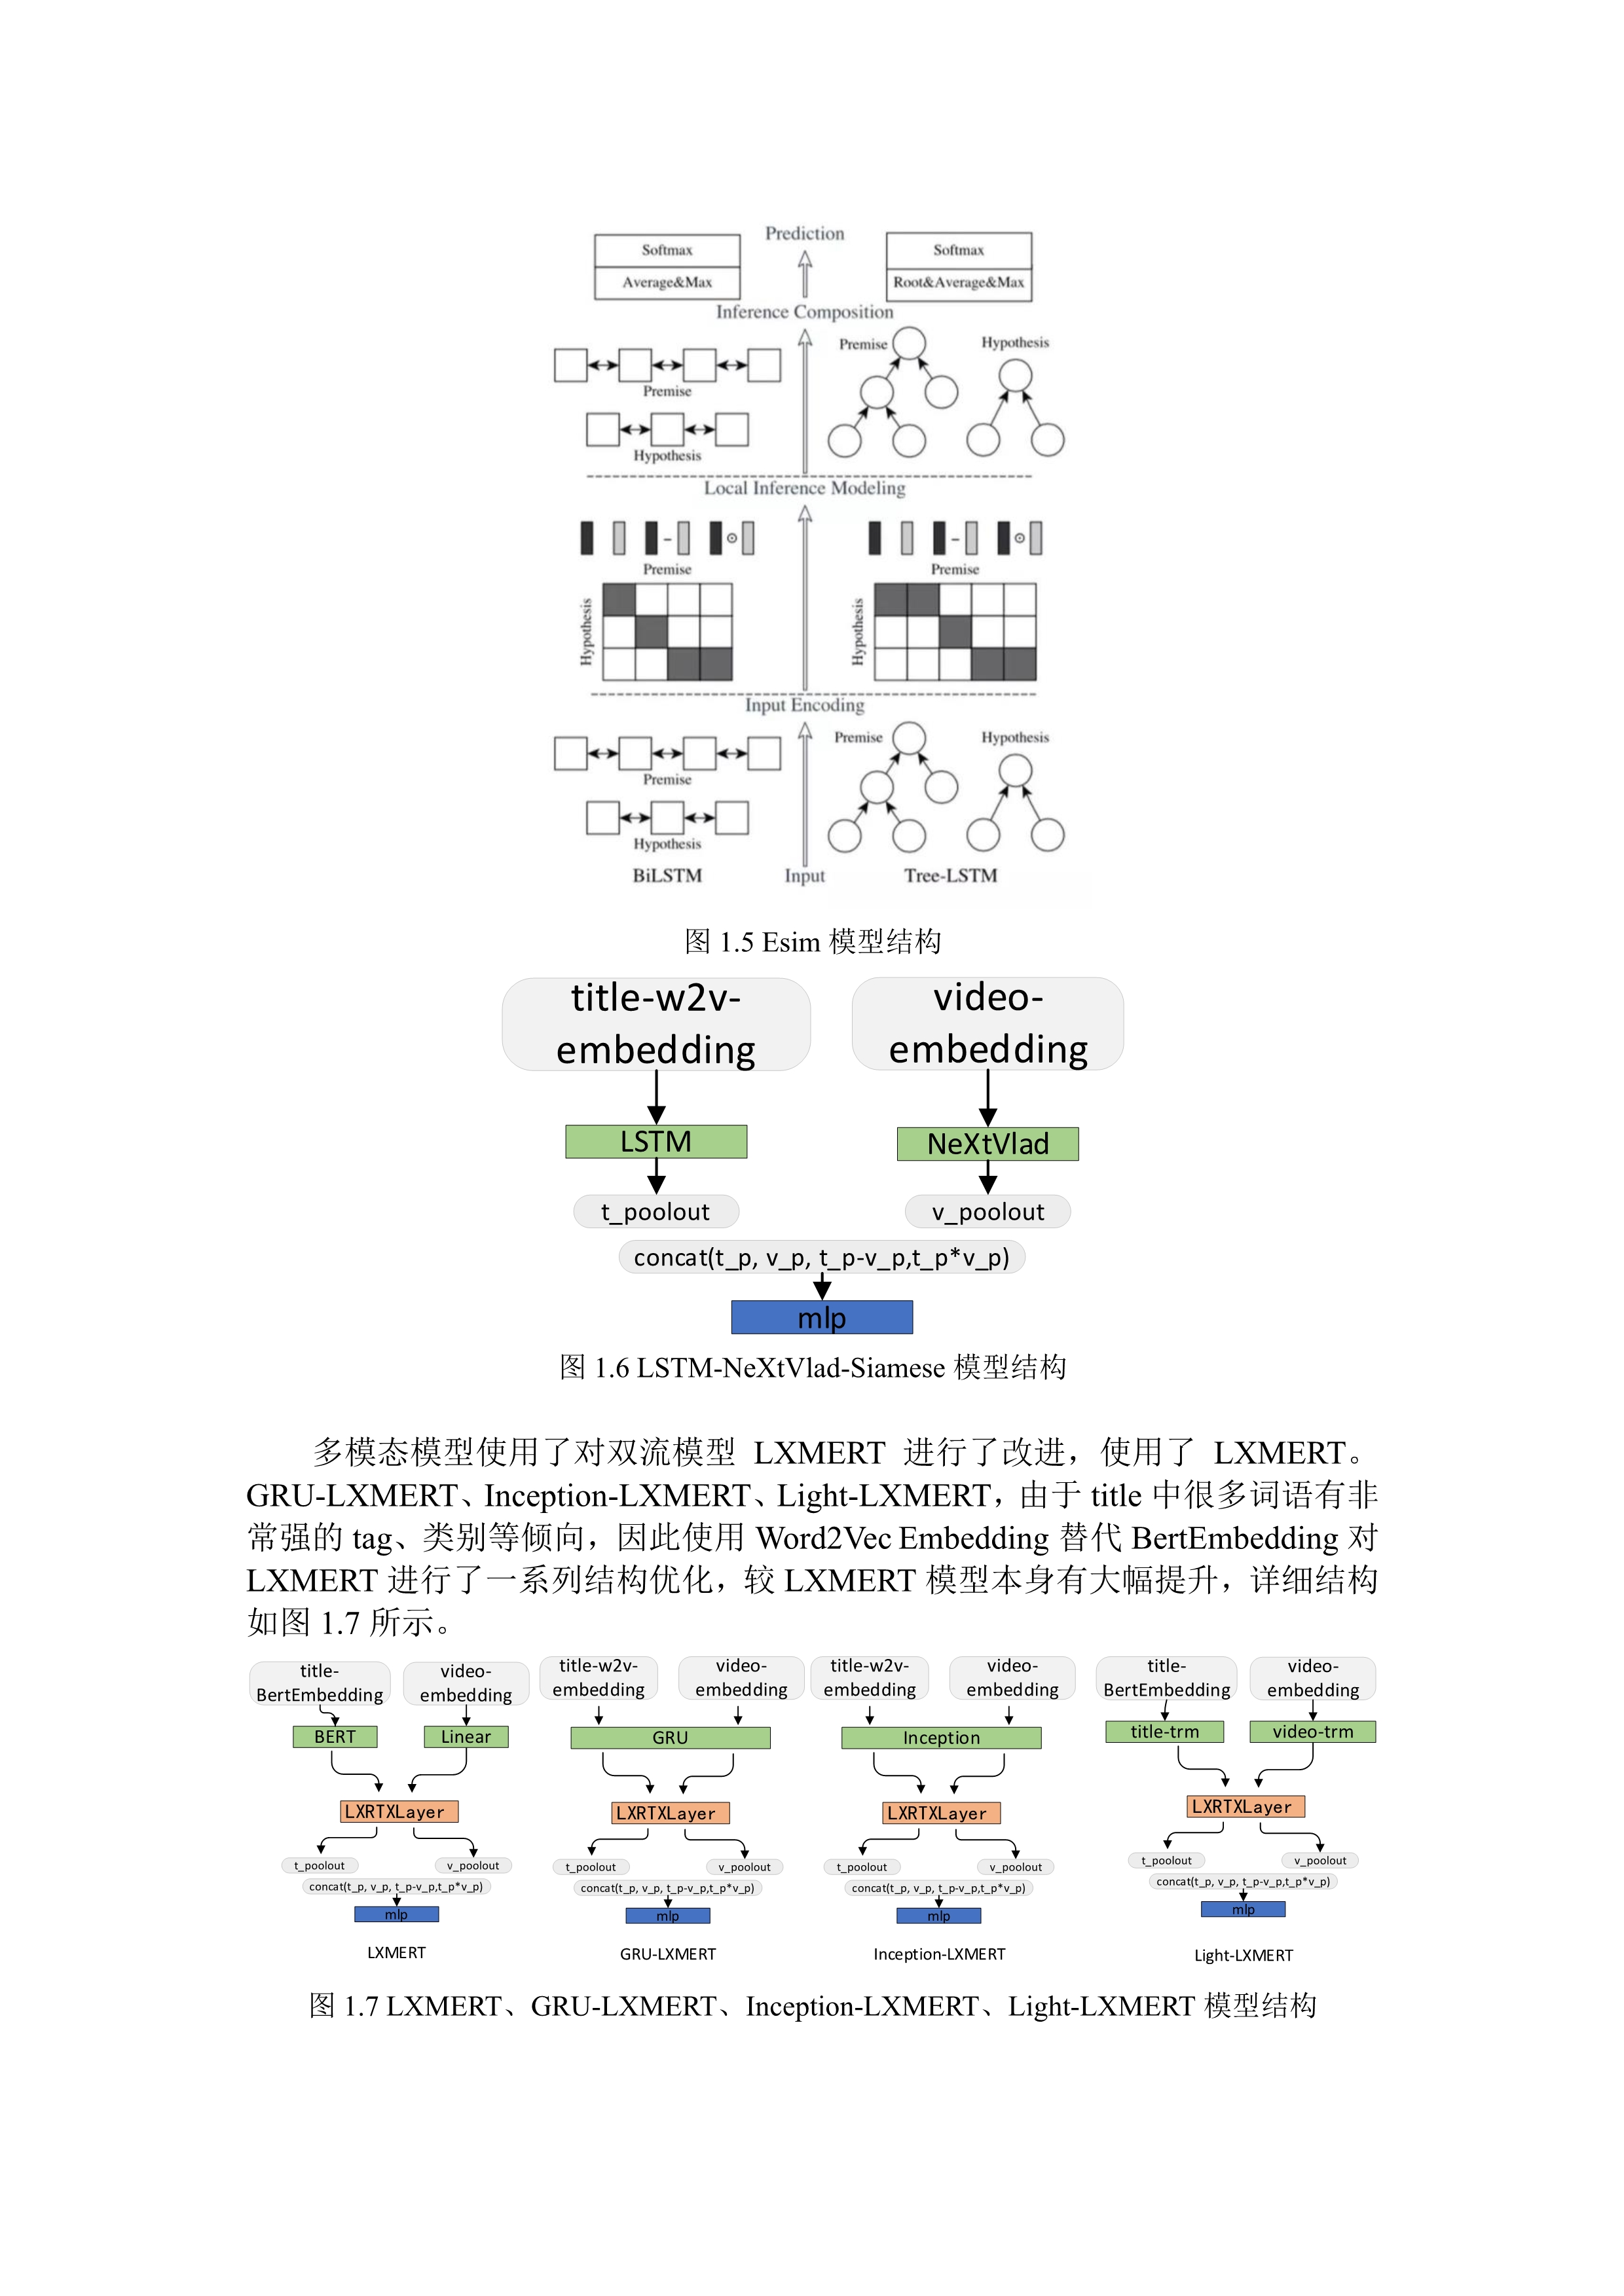 Prediction
Softmax
Average&Max
Softmax
Root&Average&Max
Inference Composition
Premise
Hypothesis
Premise
Hypothesis
Local Inference Modeling
Premise
Hypothesis
Premise
Hypothesis
Input Encoding
Premise
Hypothesis
Premise
Hypothesis
BiLSTM
Input
Tree-LSTM
图 1.5 Esim 模型结构
title-w2v-
embedding
video-
embedding
LSTM
NeXtVlad
t_poolout
v_poolout
concat(t_p, v_p, t_p-v_p,t_p*v_p)
mlp
图 1.6 LSTM-NeXtVlad-Siamese 模型结构
多模态模型使用了对双流模型 LXMERT 进行了改进，使用了 LXMERT。
GRU-LXMERT、Inception-LXMERT、Light-LXMERT，由于 title 中很多词语有非
常强的 tag、类别等倾向，因此使用 Word2Vec Embedding 替代 BertEmbedding 对
LXMERT 进行了一系列结构优化，较 LXMERT 模型本身有大幅提升，详细结构
如图 1.7 所示。
title-
BertEmbedding
video-
embedding
BERT
Linear
LXRTXLayer
t_poolout
v_poolout
concat(t_p, v_p, t_p-v_p,t_p*v_p)
mlp
LXMERT
title-w2v-
embedding
video-
embedding
GRU
LXRTXLayer
t_poolout
v_poolout
concat(t_p, v_p, t_p-v_p,t_p*v_p)
mlp
GRU-LXMERT
title-w2v-
embedding
video-
embedding
Inception
LXRTXLayer
t_poolout
v_poolout
concat(t_p, v_p, t_p-v_p,t_p*v_p)
mlp
Inception-LXMERT
title-
BertEmbedding
video-
embedding
title-trm
video-trm
LXRTXLayer
t_poolout
v_poolout
concat(t_p, v_p, t_p-v_p,t_p*v_p)
mlp
Light-LXMERT
图 1.7 LXMERT、GRU-LXMERT、Inception-LXMERT、Light-LXMERT 模型结构